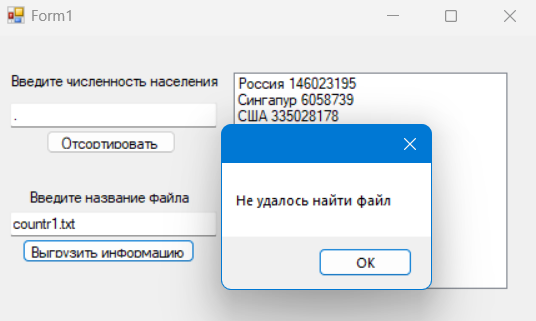 Form1
Введите численность населения
.
Отсортировать
Введите название файла
countr1.txt
Выгрузить информацию
Россия 146023195
Сингапур 6058739
США 335028178
Не удалось найти файл
OK